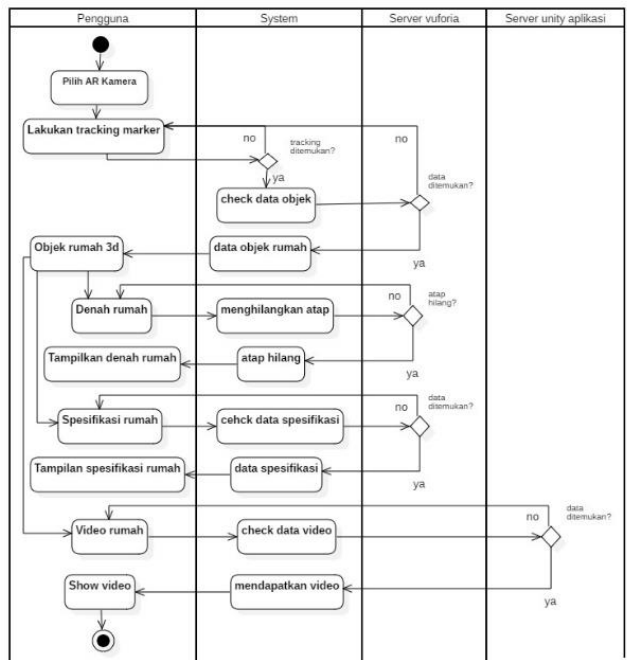 Pengguna
System
Server vuforia
Server unity aplikasi
Pilih AR Kamera
Lakukan tracking marker
no
tracking
ditemukan?
no
ya
data
ditemukan?
check data objek
Objek rumah 3d
data objek rumah
ya
no
atap
hilang?
Denah rumah
menghilangkan atap
Tampilkan denah rumah
atap hilang
ya
data
ditemukan?
no
Spesifikasi rumah
cehck data spesifikasi
Tampilan spesifikasi rumah
data spesifikasi
ya
no
data
ditemukan?
Video rumah
check data video
Show video
mendapatkan video
ya